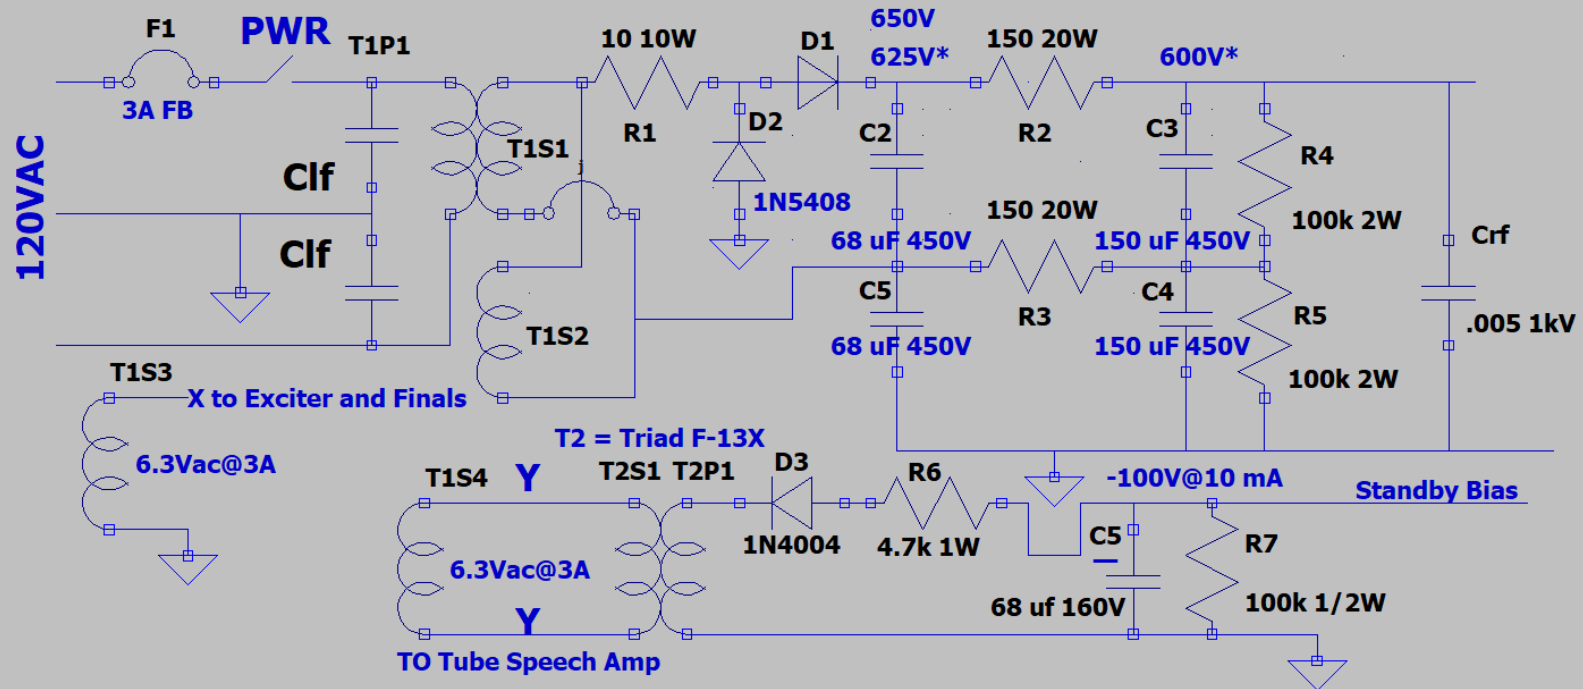 F1
PWR
T1P1
3A FB
120VAC
Clf
Clf
T1S1
j
10 10W
R1
D1
D2
1N5408
650V
625V*
150 20W
600V*
C2
R2
C3
R4
68 uF 450V
150 20W
150 uF 450V
100k 2W
C5
R3
C4
R5
Crf
68 uF 450V
150 uF 450V
100k 2W
.005 1kV
T1S2
T1S3
X to Exciter and Finals
6.3Vac@3A
T2 = Triad F-13X
T1S4
Y
T2S1
T2P1
D3
R6
-100V@10 mA
Standby Bias
1N4004
4.7k 1W
C5
R7
6.3Vac@3A
68 uf 160V
100k 1/2W
Y
TO Tube Speech Amp